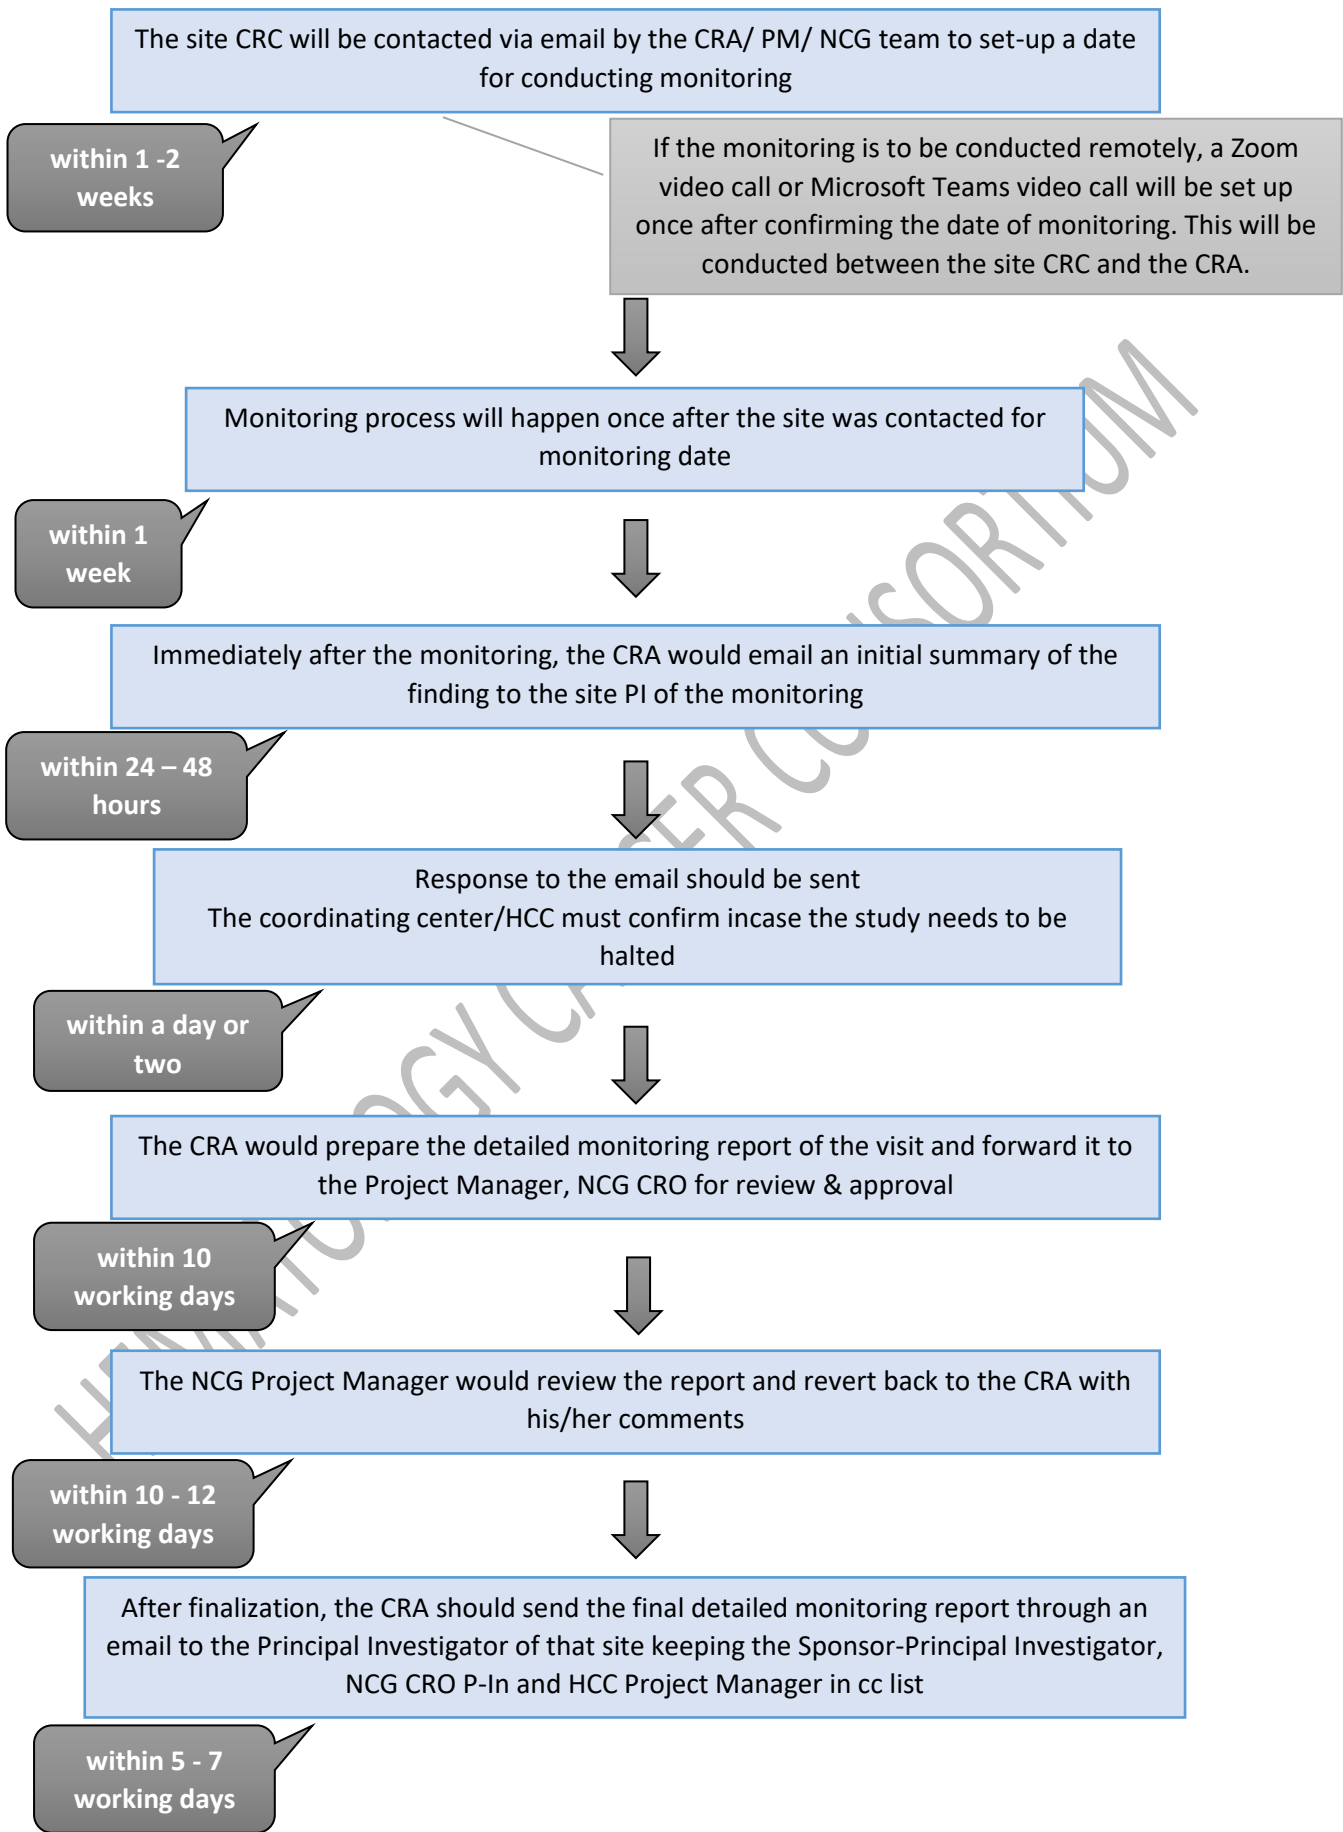 The site CRC will be contacted via email by the CRA/ PM/ NCG team to set-up a date
for conducting monitoring
within 1 -2
weeks
If the monitoring is to be conducted remotely, a Zoom
video call or Microsoft Teams video call will be set up
once after confirming the date of monitoring. This will be
conducted between the site CRC and the CRA.
Monitoring process will happen once after the site was contacted for
monitoring date
within 1
week
Immediately after the monitoring, the CRA would email an initial summary of the
finding to the site PI of the monitoring
within 24 – 48
hours
Response to the email should be sent
The coordinating center/HCC must confirm incase the study needs to be
halted
within a day or
two
The CRA would prepare the detailed monitoring report of the visit and forward it to
the Project Manager, NCG CRO for review & approval
within 10
working days
The NCG Project Manager would review the report and revert back to the CRA with
his/her comments
within 10 - 12
working days
After finalization, the CRA should send the final detailed monitoring report through an
email to the Principal Investigator of that site keeping the Sponsor-Principal Investigator,
NCG CRO P-In and HCC Project Manager in cc list
within 5 - 7
working days
HEMATOLOGY CANCER CONSORTIUM